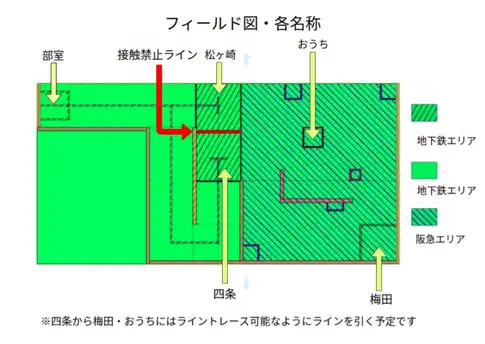 フィールド図・各名称
おうち
部室
接触禁止ライン
松ヶ崎
地下鉄エリア
地下鉄エリア
阪急エリア
四条
梅田
※四条から梅田・おうちにはライントレース可能なようにラインを引く予定です